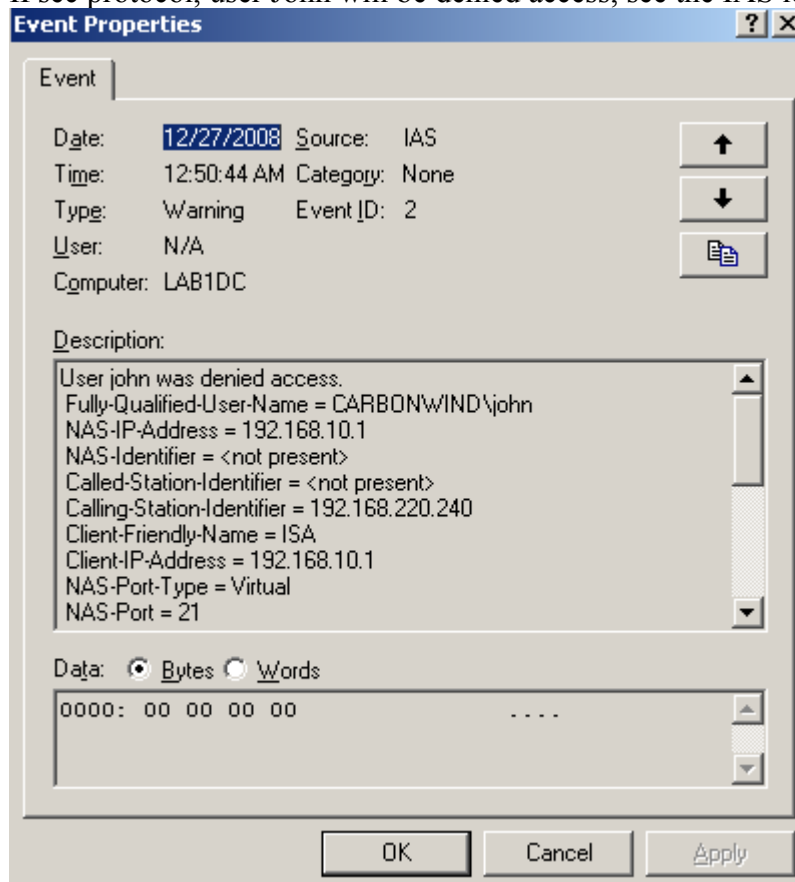 Event Properties
Event
Date: 12/27/2008 Source: IAS
Time: 12:50:44 AM Category: None
Type: Warning Event ID: 2
User: N/A
Computer: LAB1DC
Description:
User john was denied access.
Fully-Qualified-User-Name = CARBONWIND\john
NAS-IP-Address = 192.168.10.1
NAS-Identifier = <not present>
Called-Station-Identifier = <not present>
Calling-Station-Identifier = 192.168.220.240
Client-Friendly-Name = ISA
Client-IP-Address = 192.168.10.1
NAS-Port-Type = Virtual
NAS-Port = 21
Data: Bytes Words
0000: 00 00 00 00 ....
OK Cancel Apply